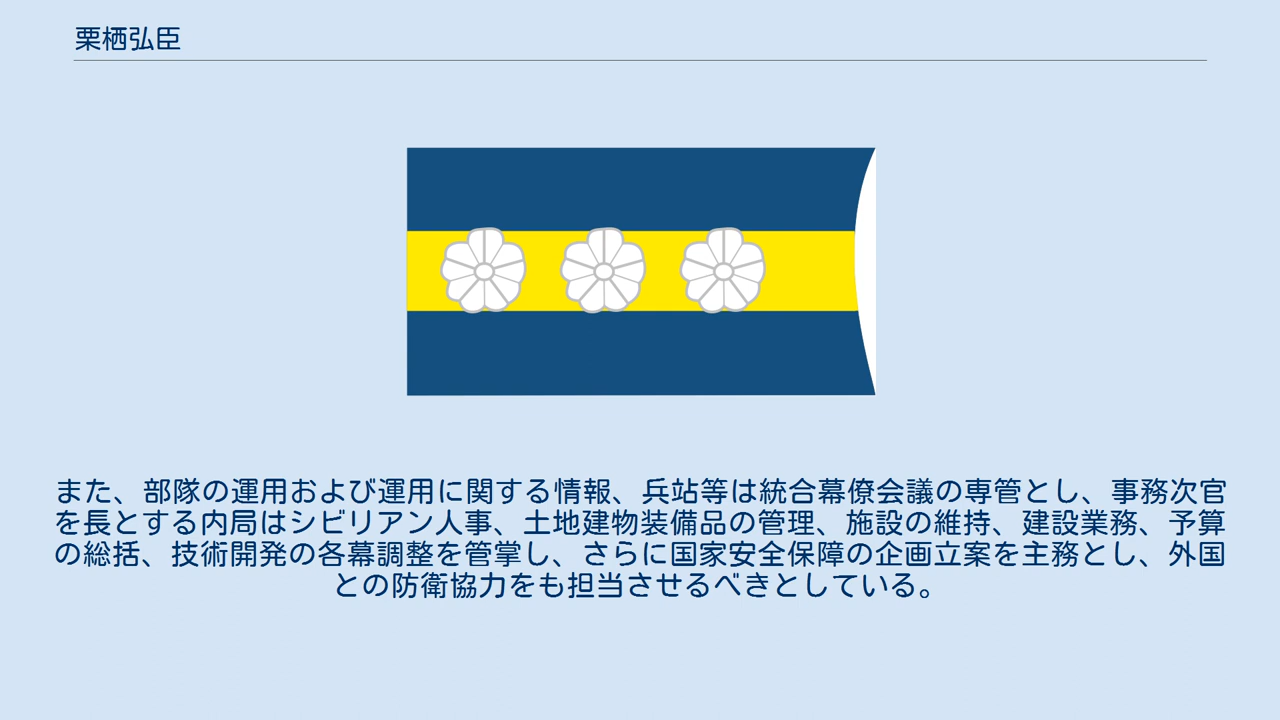 栗栖弘臣
また、部隊の運用および運用に関する情報、兵站等は統合幕僚会議の専管とし、事務次官
を長とする内局はシビリアン人事、土地建物装備品の管理、施設の維持、建設業務、予算
の総括、技術開発の各幕調整を管掌し、さらに国家安全保障の企画立案を主務とし、外国
との防衛協力をも担当させるべきとしている。